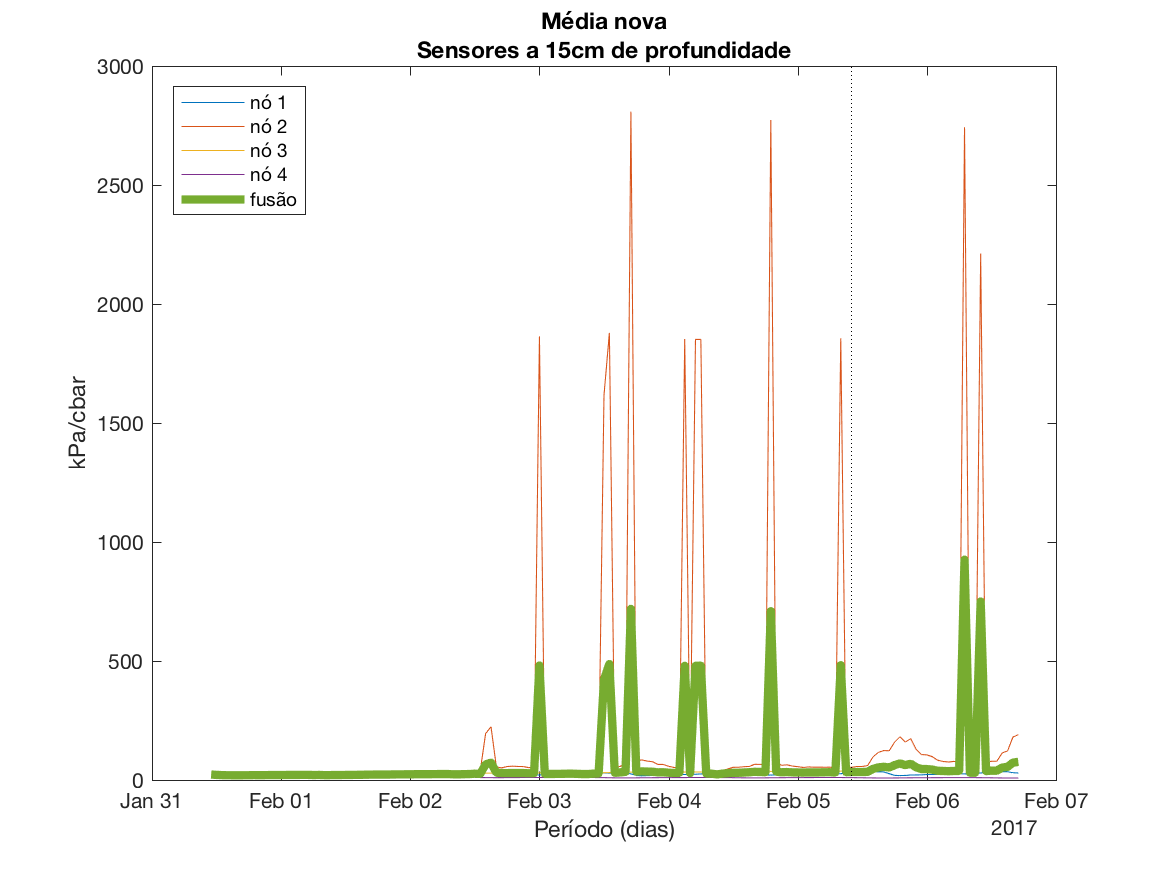 Média nova
Sensores a 15cm de profundidade
3000
2500
2000
1500
1000
500
0
kPa/cbar
nó 1
nó 2
nó 3
nó 4
fusão
Jan 31
Feb 01
Feb 02
Feb 03
Feb 04
Feb 05
Feb 06
Feb 07
Período (dias)
2017